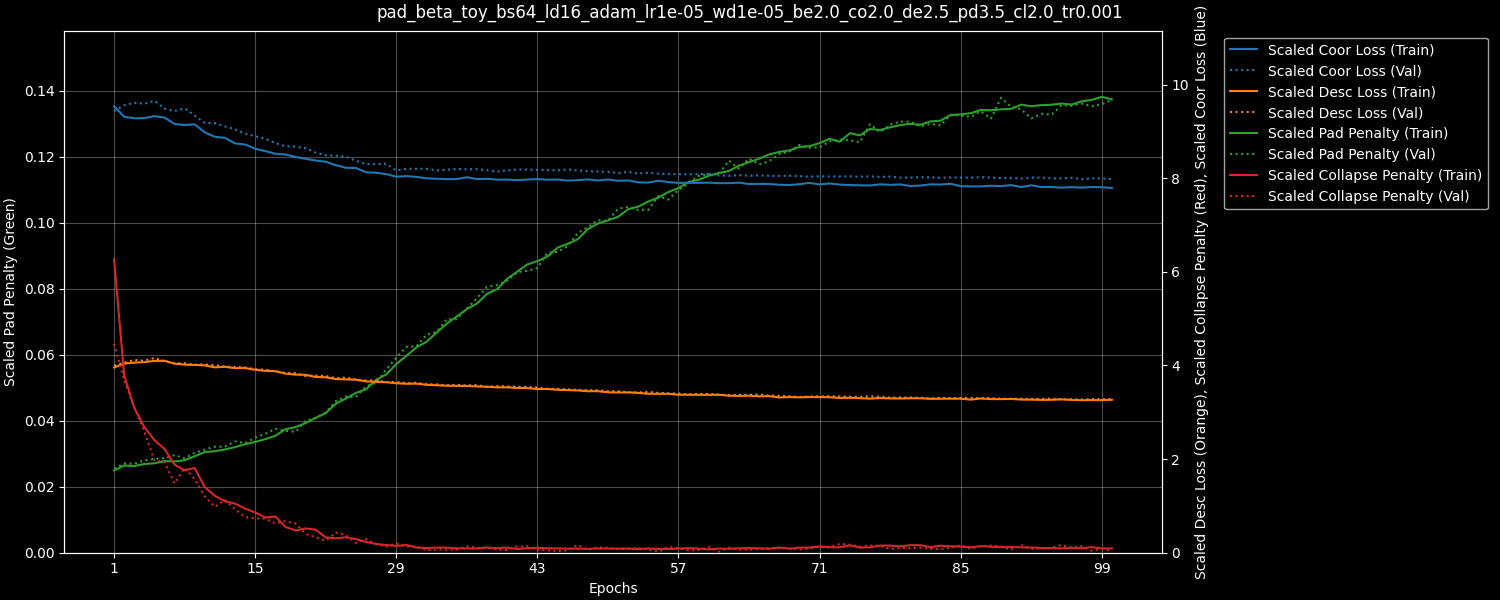 pad_beta_toy_bs64_ld16_adam_lr1e-05_wd1e-05_be2.0_co2.0_de2.5_pd3.5_cl2.0_tr0.001
Scaled Pad Penalty (Green)
0.14
0.12
0.10
0.08
0.06
0.04
0.02
0.00
1 15 29 43 57 71 85 99
Epochs
10
8
6
4
2
0
Scaled Desc Loss (Orange), Scaled Collapse Penalty (Red), Scaled Coor Loss (Blue)
Scaled Coor Loss (Train)
Scaled Coor Loss (Val)
Scaled Desc Loss (Train)
Scaled Desc Loss (Val)
Scaled Pad Penalty (Train)
Scaled Pad Penalty (Val)
Scaled Collapse Penalty (Train)
Scaled Collapse Penalty (Val)